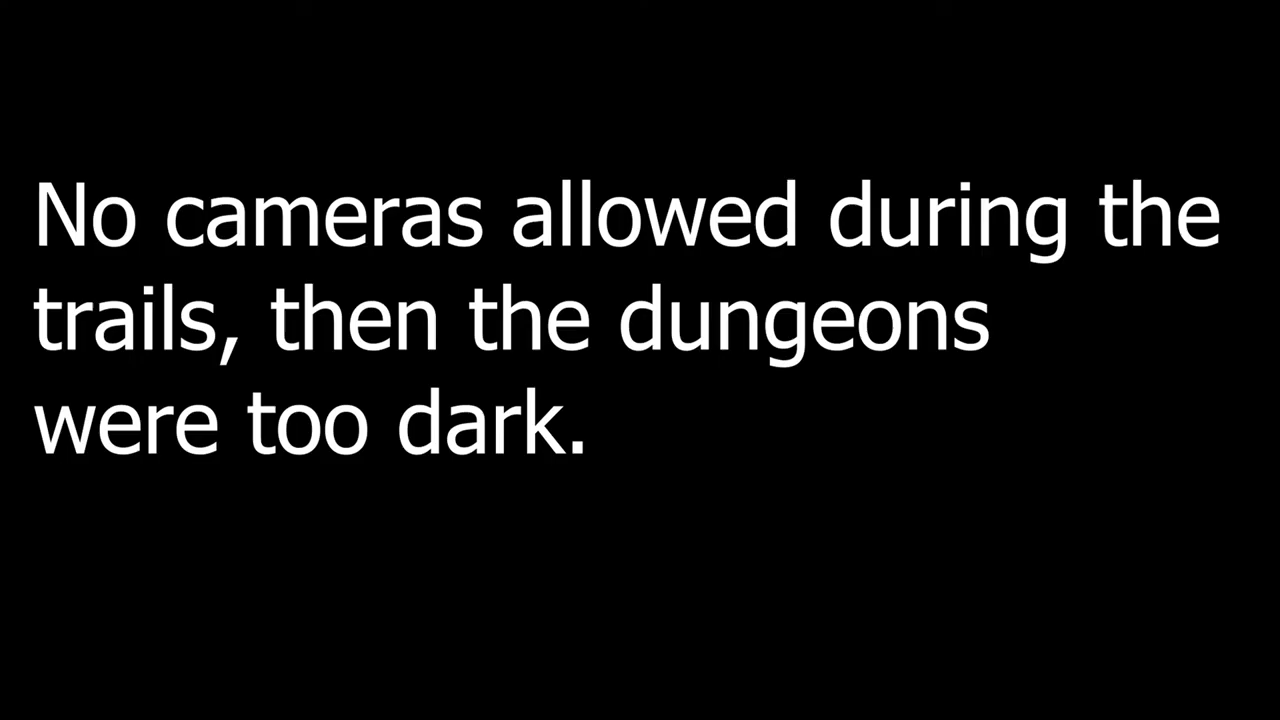 No cameras allowed during the
trails, then the dungeons
were too dark.